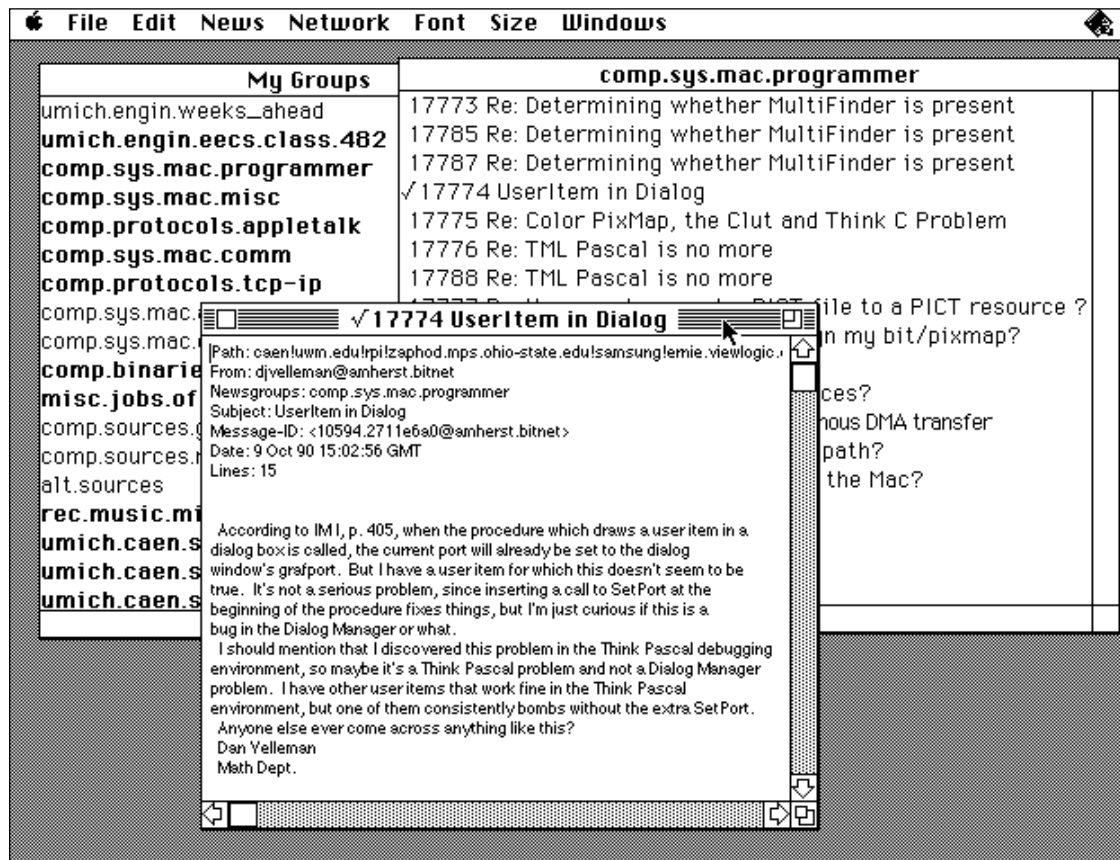 File Edit News Network Font Size Windows
My Groups
umich.engin.weeks_ahead
umich.engin.eecs.class.482
comp.sys.mac.programmer
comp.sys.mac.misc
comp.protocols.appletalk
comp.sys.mac.comm
comp.protocols.tcp-ip
comp.sys.mac.
comp.sys.mac.
comp.binarie
misc.jobs.of
comp.sources.
comp.sources.
alt.sources
rec.music.mi
umich.caen.s
umich.caen.s
umich.caen.s
comp.sys.mac.programmer
17773 Re: Determining whether MultiFinder is present
17785 Re: Determining whether MultiFinder is present
17787 Re: Determining whether MultiFinder is present
√17774 UserItem in Dialog
17775 Re: Color PixMap, the Clut and Think C Problem
17776 Re: TML Pascal is no more
17788 Re: TML Pascal is no more
PICT file to a PICT resource ?
my bit/pixmap?
ces?
nous DMA transfer
path?
the Mac?
√17774 UserItem in Dialog
Path: caen!uwm.edu!rpi!zaphod.mps.ohio-state.edu!samsung!ernie.viewlogic.
From: djvelleman@amherst.bitnet
Newsgroups: comp.sys.mac.programmer
Subject: UserItem in Dialog
Message-ID: <10594.2711e6a0@amherst.bitnet>
Date: 9 Oct 90 15:02:56 GMT
Lines: 15
According to IM I, p. 405, when the procedure which draws a user item in a
dialog box is called, the current port will already be set to the dialog
window's grafport. But I have a user item for which this doesn't seem to be
true. It's not a serious problem, since inserting a call to SetPort at the
beginning of the procedure fixes things, but I'm just curious if this is a
bug in the Dialog Manager or what.
I should mention that I discovered this problem in the Think Pascal debugging
environment, so maybe it's a Think Pascal problem and not a Dialog Manager
problem. I have other user items that work fine in the Think Pascal
environment, but one of them consistently bombs without the extra SetPort.
Anyone else ever come across anything like this?
Dan Velleman
Math Dept.